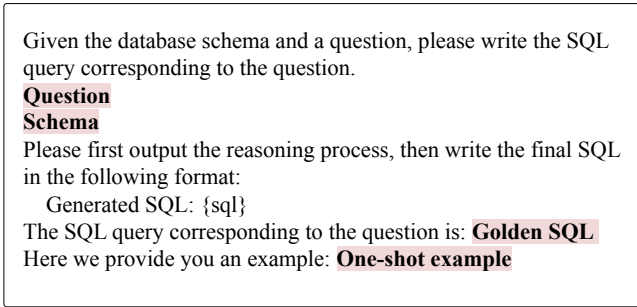 Given the database schema and a question, please write the SQL
query corresponding to the question.
Question
Schema
Please first output the reasoning process, then write the final SQL
in the following format:
Generated SQL: {sql}
The SQL query corresponding to the question is: Golden SQL
Here we provide you an example: One-shot example